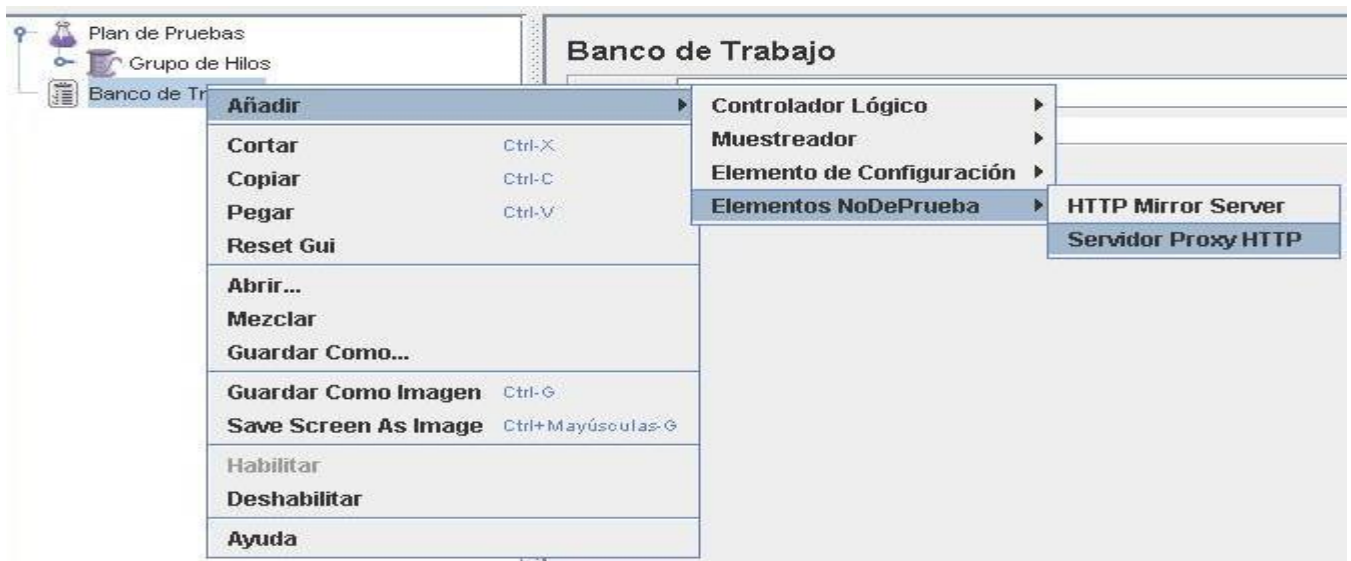 Plan de Pruebas
Grupo de Hilos
Banco de Tr
Banco de Trabajo
Añadir
Cortar Ctrl-X
Copiar Ctrl-C
Pegar Ctrl-V
Reset Gui
Abrir...
Mezclar
Guardar Como...
Guardar Como Imagen Ctrl-G
Save Screen As Image Ctrl+Mayúsculas-G
Habilitar
Deshabilitar
Ayuda
Controlador Lógico
Muestreador
Elemento de Configuración
Elementos NoDePrueba
HTTP Mirror Server
Servidor Proxy HTTP